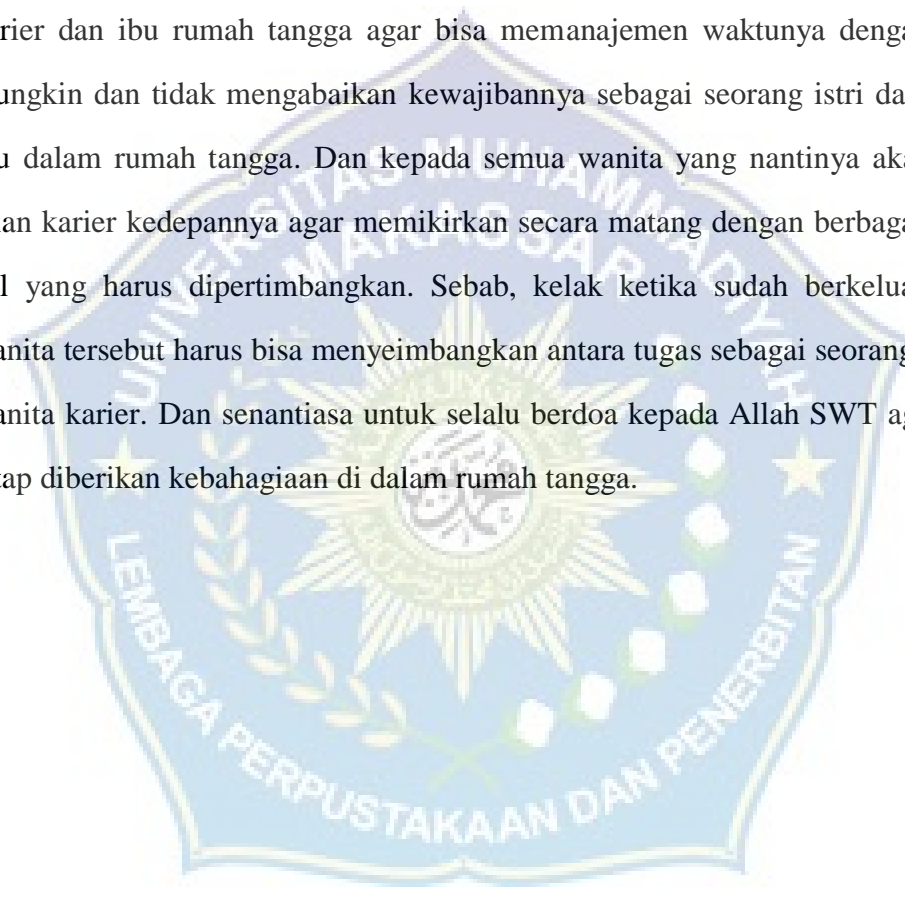 rier dan ibu rumah tangga agar bisa memanajemen waktunya denga
ungkin dan tidak mengabaikan kewajibannya sebagai seorang istri da
u dalam rumah tangga. Dan kepada semua wanita yang nantinya aka
an karier kedepannya agar memikirkan secara matang dengan berbaga
l yang harus dipertimbangkan. Sebab, kelak ketika sudah berkelua
anita tersebut harus bisa menyeimbangkan antara tugas sebagai seorang
anita karier. Dan senantiasa untuk selalu berdoa kepada Allah SWT ag
tap diberikan kebahagiaan di dalam rumah tangga.
UNIVERSITAS MUHAMMADIYAH
MAKASSAR
LEMBAGA PERPUSTAKAAN DAN PENERBITAN